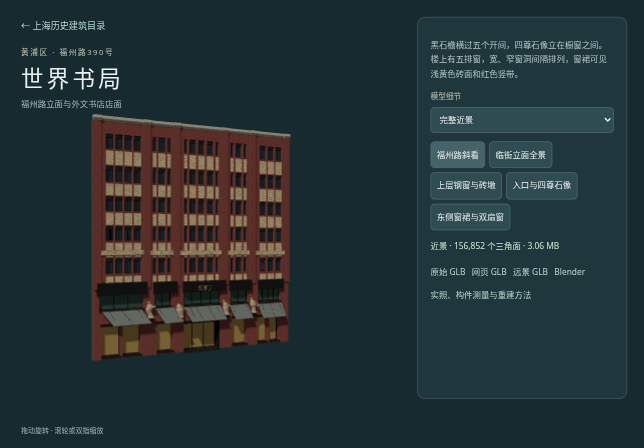 ← 上海历史建筑目录
黄浦区 · 福州路390号
世界书局
福州路立面与外文书店店面
黑石檐横过五个开间，四尊石像立在橱窗之间。
楼上有五排窗，宽、窄窗洞间隔排列，窗裙可见
浅黄色砖面和红色竖带。
模型细节
完整近景
福州路斜看
临街立面全景
上层钢窗与砖墩
入口与四尊石像
东侧窗裙与双扇窗
近景 · 156,852 个三角面 · 3.06 MB
原始 GLB 网页 GLB 远景 GLB Blender
实照、构件测量与重建方法
拖动旋转 · 滚轮或双指缩放